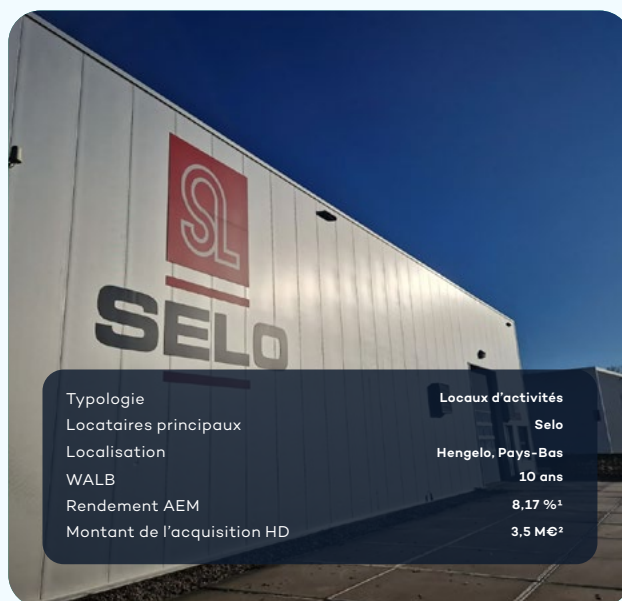 SL
SELO
Typologie Locaux d'activités
Locataires principaux Selo
Localisation Hengelo, Pays-Bas
WALB 10 ans
Rendement AEM 8,17 %¹
Montant de l'acquisition HD 3,5 M€²